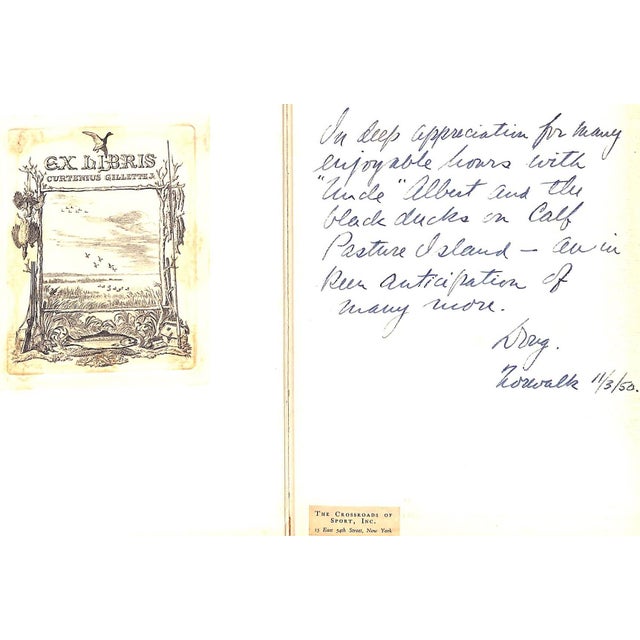 EX LIBRIS
CURTENIUS GILLETTE JR
In deep appreciation for many
enjoyable hours with
"Uncle" Albert and the
black ducks on Calf
Pasture Island — an in
keen anticipation of
many more.
Doug.
Norwalk 11/3/50.
THE CROSSROADS OF
SPORT, INC.
15 East 54th Street, New York